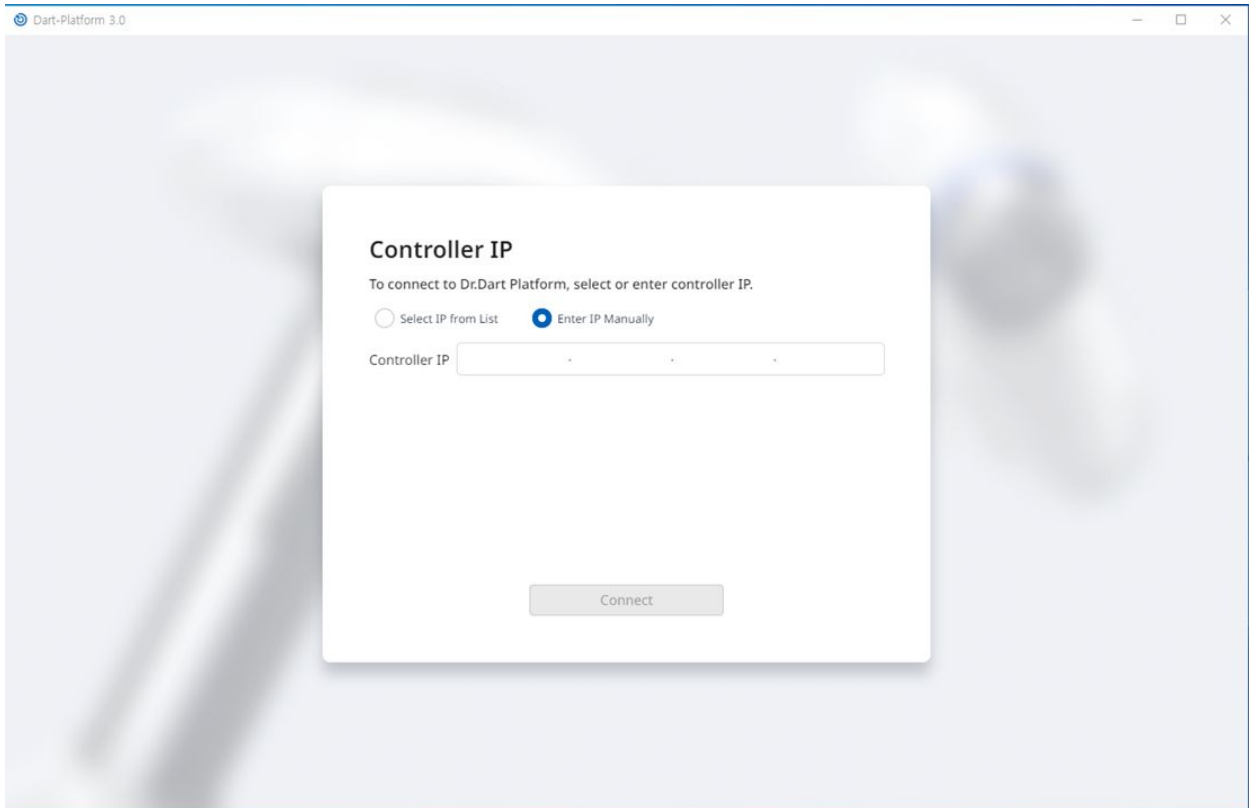 Dart-Platform 3.0
Controller IP
To connect to Dr.Dart Platform, select or enter controller IP.
Select IP from List Enter IP Manually
Controller IP . . .
Connect